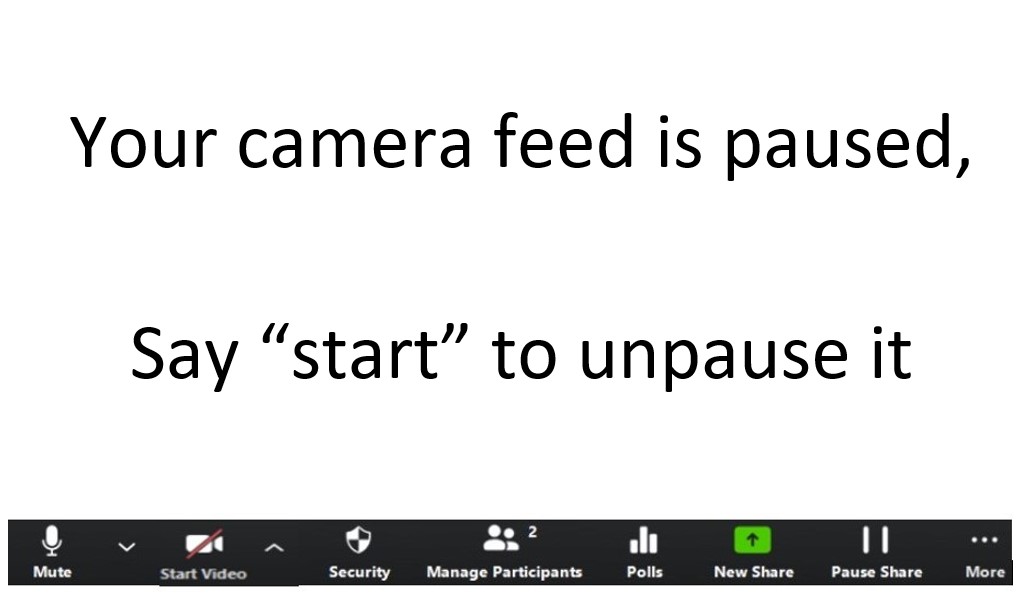 Your camera feed is paused,
Say “start” to unpause it
2
Mute Start Video Security Manage Participants Polls New Share Pause Share More